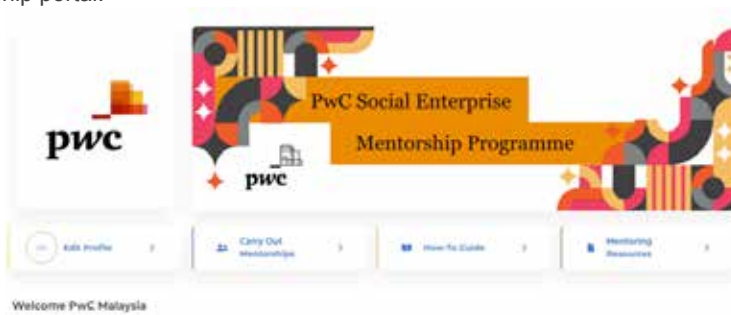 hip portal.
pwc
PwC Social Enterprise
Mentorship Programme
pwc
Edit Profile
Carry Out
Mentorships
How-To Guide
Mentoring
Resources
Welcome PwC Malaysia